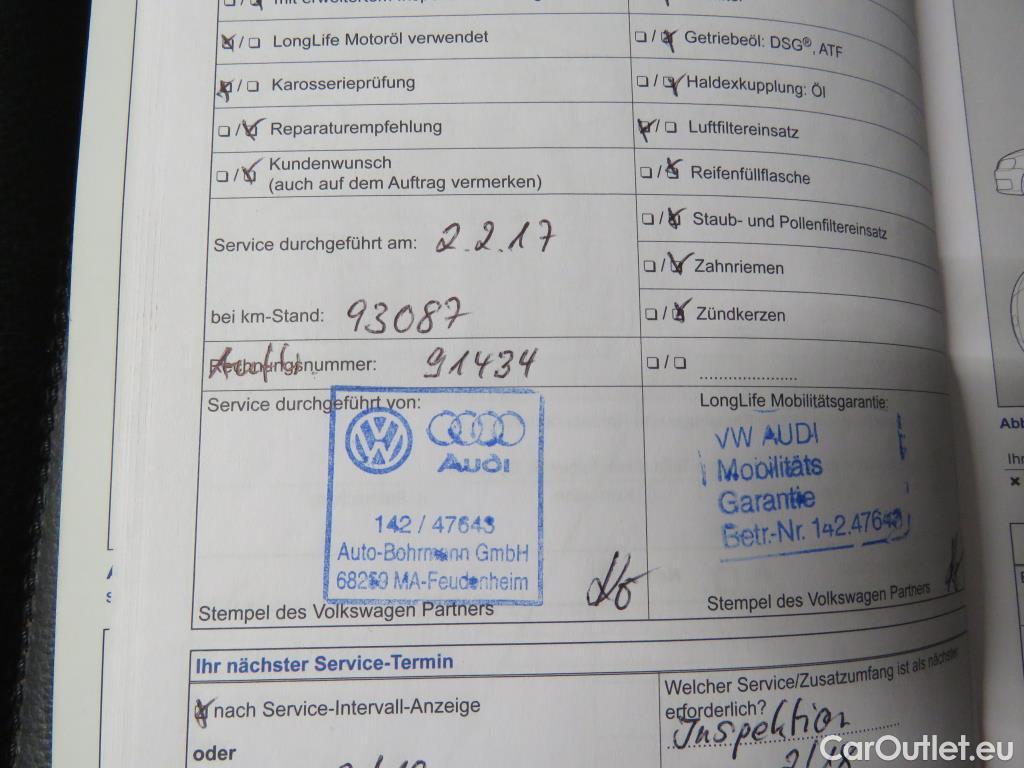 LongLife Motoröl verwendet
Karosserieprüfung
Reparaturempfehlung
Kundenwunsch
(auch auf dem Auftrag vermerken)
Service durchgeführt am: 2.2.17
bei km-Stand: 93087
nummer: 91434
Getriebeöl: DSG®, ATF
Haldexkupplung: Öl
Luftfiltereinsatz
Reifenfüllflasche
Staub- und Pollenfiltereinsatz
Zahnriemen
Zündkerzen
Service durchgeführt von:
Audi
142 / 47643
Auto-Bohrmann GmbH
68259 MA-Feudenheim
Stempel des Volkswagen Partners
LongLife Mobilitätsgarantie:
VW AUDI
Mobilitäts
Garantie
Betr.-Nr. 142.47643
Stempel des Volkswagen Partners
Ihr nächster Service-Termin
nach Service-Intervall-Anzeige
oder
Welcher Service/Zusatzumfang ist als nächster
erforderlich?
Inspektion
CarOutlet.eu